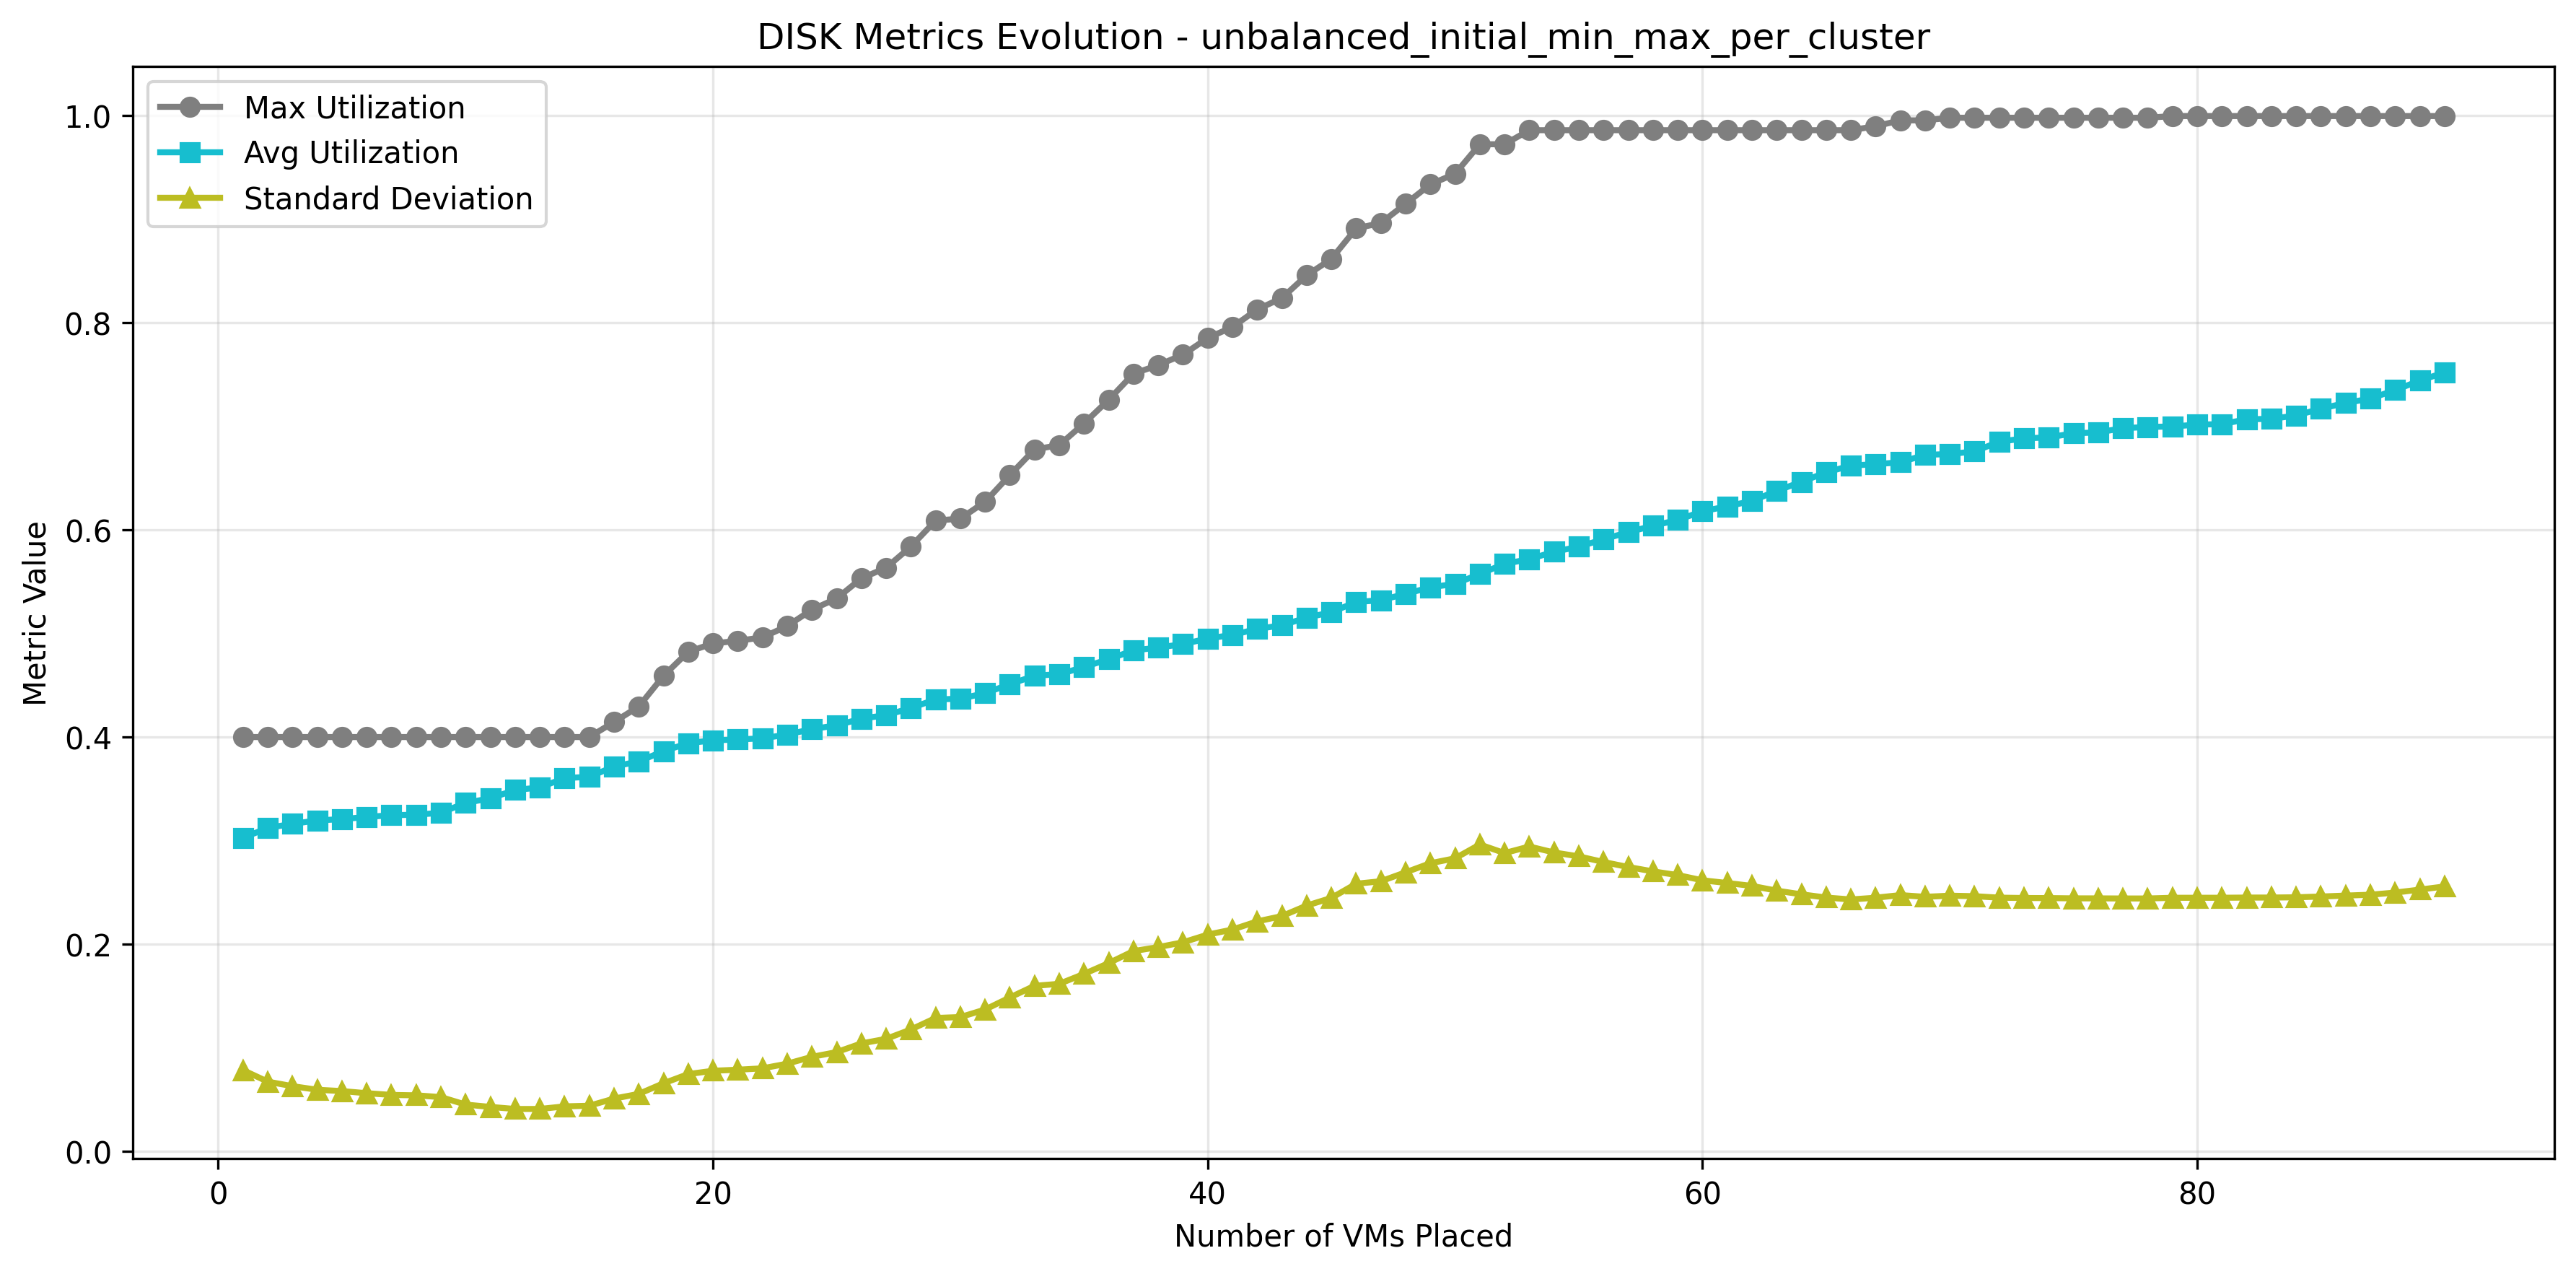 DISK Metrics Evolution - unbalanced_initial_min_max_per_cluster
Max Utilization
Avg Utilization
Standard Deviation
Metric Value
1.0
0.8
0.6
0.4
0.2
0.0
0 20 40 60 80
Number of VMs Placed